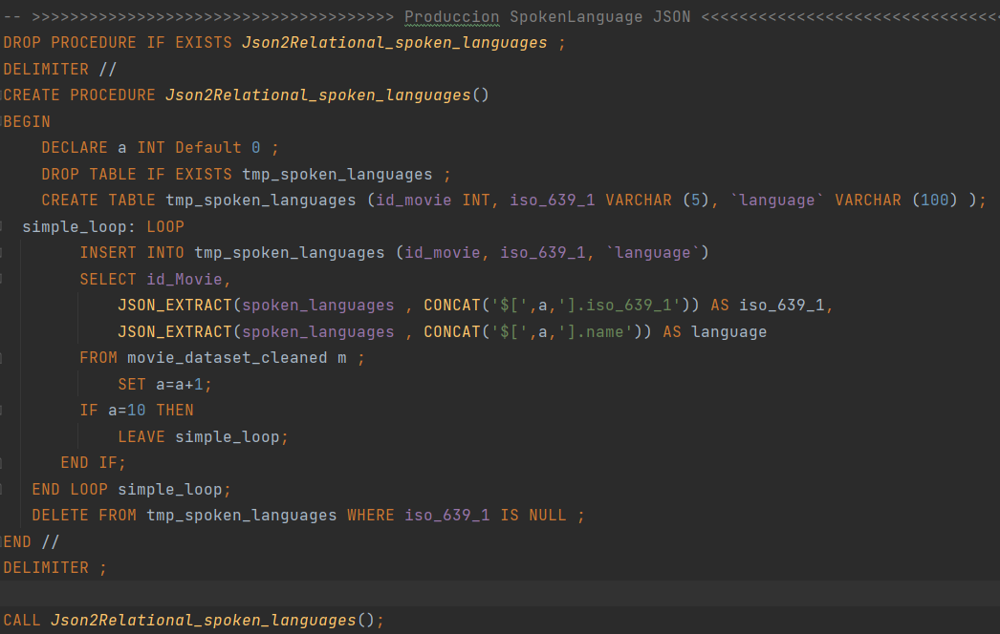 -- >>>>>>>>>>>>>>>>>>>>>>>>>>>>>>>>>>>>>> Produccion SpokenLanguage JSON <<<<<<<<<<<<<<<<<<<<<<<<<<<<<<<
DROP PROCEDURE IF EXISTS Json2Relational_spoken_languages ;
DELIMITER //
CREATE PROCEDURE Json2Relational_spoken_languages()
BEGIN
    DECLARE a INT Default 0 ;
    DROP TABLE IF EXISTS tmp_spoken_languages ;
    CREATE TABlE tmp_spoken_languages (id_movie INT, iso_639_1 VARCHAR (5), `language` VARCHAR (100) );
  simple_loop: LOOP
        INSERT INTO tmp_spoken_languages (id_movie, iso_639_1, `language`)
        SELECT id_Movie,
            JSON_EXTRACT(spoken_languages , CONCAT('$[',a,'].iso_639_1')) AS iso_639_1,
            JSON_EXTRACT(spoken_languages , CONCAT('$[',a,'].name')) AS language
        FROM movie_dataset_cleaned m ;
            SET a=a+1;
        IF a=10 THEN
            LEAVE simple_loop;
      END IF;
   END LOOP simple_loop;
   DELETE FROM tmp_spoken_languages WHERE iso_639_1 IS NULL ;
END //
DELIMITER ;
CALL Json2Relational_spoken_languages();